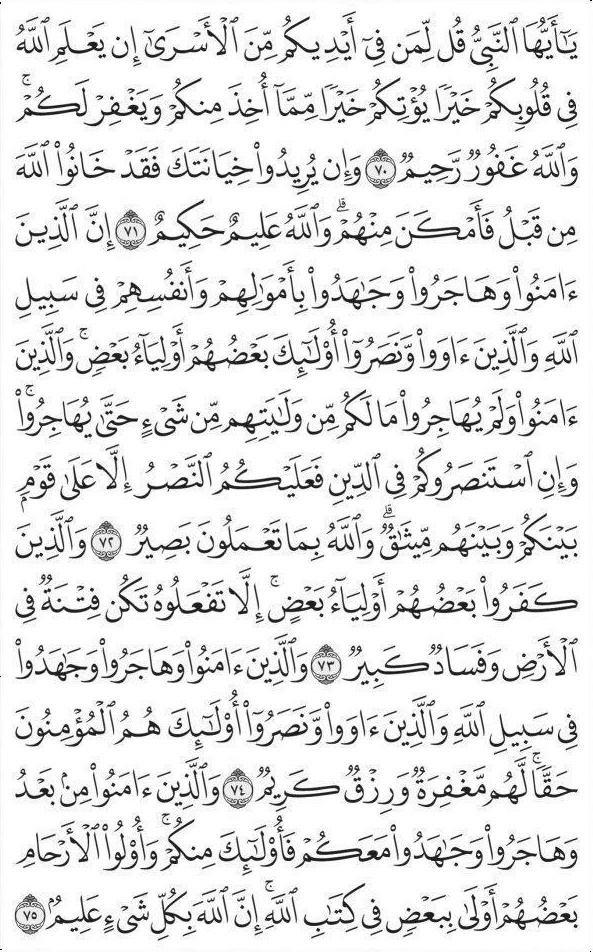 يَٰٓأَيُّهَا ٱلنَّبِىُّ قُل لِّمَن فِىٓ أَيْدِيكُم مِّنَ ٱلْأَسْرَىٰٓ إِن يَعْلَمِ ٱللَّهُ
فِى قُلُوبِكُمْ خَيْرًا يُؤْتِكُمْ خَيْرًا مِّمَّآ أُخِذَ مِنكُمْ وَيَغْفِرْ لَكُمْ ۗ
وَٱللَّهُ غَفُورٌ رَّحِيمٌ ٧٠ وَإِن يُرِيدُوا۟ خِيَانَتَكَ فَقَدْ خَانُوا۟ ٱللَّهَ
مِن قَبْلُ فَأَمْكَنَ مِنْهُمْ ۗ وَٱللَّهُ عَلِيمٌ حَكِيمٌ ٧١ إِنَّ ٱلَّذِينَ
ءَامَنُوا۟ وَهَاجَرُوا۟ وَجَٰهَدُوا۟ بِأَمْوَٰلِهِمْ وَأَنفُسِهِمْ فِى سَبِيلِ
ٱللَّهِ وَٱلَّذِينَ ءَاوَوا۟ وَّنَصَرُوٓا۟ أُو۟لَٰٓئِكَ بَعْضُهُمْ أَوْلِيَآءُ بَعْضٍ ۚ وَٱلَّذِينَ
ءَامَنُوا۟ وَلَمْ يُهَاجِرُوا۟ مَا لَكُم مِّن وَلَٰيَتِهِم مِّن شَىْءٍ حَتَّىٰ يُهَاجِرُوا۟ ۚ
وَإِنِ ٱسْتَنصَرُوكُمْ فِى ٱلدِّينِ فَعَلَيْكُمُ ٱلنَّصْرُ إِلَّا عَلَىٰ قَوْمٍۭ
بَيْنَكُمْ وَبَيْنَهُم مِّيثَٰقٌ ۗ وَٱللَّهُ بِمَا تَعْمَلُونَ بَصِيرٌ ٧٢ وَٱلَّذِينَ
كَفَرُوا۟ بَعْضُهُمْ أَوْلِيَآءُ بَعْضٍ ۚ إِلَّا تَفْعَلُوهُ تَكُن فِتْنَةٌ فِى
ٱلْأَرْضِ وَفَسَادٌ كَبِيرٌ ٧٣ وَٱلَّذِينَ ءَامَنُوا۟ وَهَاجَرُوا۟ وَجَٰهَدُوا۟
فِى سَبِيلِ ٱللَّهِ وَٱلَّذِينَ ءَاوَوا۟ وَّنَصَرُوٓا۟ أُو۟لَٰٓئِكَ هُمُ ٱلْمُؤْمِنُونَ
حَقًّا ۚ لَّهُم مَّغْفِرَةٌ وَرِزْقٌ كَرِيمٌ ٧٤ وَٱلَّذِينَ ءَامَنُوا۟ مِنۢ بَعْدُ
وَهَاجَرُوا۟ وَجَٰهَدُوا۟ مَعَكُمْ فَأُو۟لَٰٓئِكَ مِنكُمْ ۚ وَأُو۟لُوا۟ ٱلْأَرْحَامِ
بَعْضُهُمْ أَوْلَىٰ بِبَعْضٍ فِى كِتَٰبِ ٱللَّهِ ۗ إِنَّ ٱللَّهَ بِكُلِّ شَىْءٍ عَلِيمٌۢ ٧٥